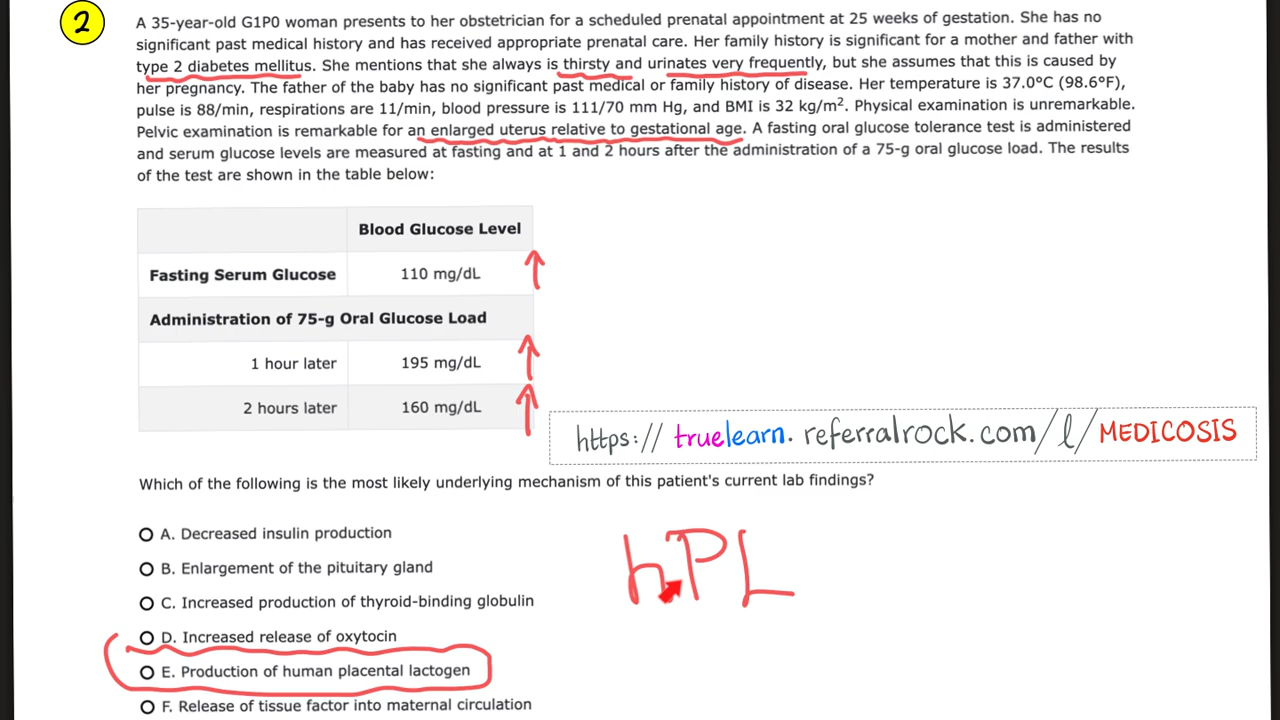 2
A 35-year-old G1P0 woman presents to her obstetrician for a scheduled prenatal appointment at 25 weeks of gestation. She has no
significant past medical history and has received appropriate prenatal care. Her family history is significant for a mother and father with
type 2 diabetes mellitus. She mentions that she always is thirsty and urinates very frequently, but she assumes that this is caused by
her pregnancy. The father of the baby has no significant past medical or family history of disease. Her temperature is 37.0°C (98.6°F),
pulse is 88/min, respirations are 11/min, blood pressure is 111/70 mm Hg, and BMI is 32 kg/m². Physical examination is unremarkable.
Pelvic examination is remarkable for an enlarged uterus relative to gestational age. A fasting oral glucose tolerance test is administered
and serum glucose levels are measured at fasting and at 1 and 2 hours after the administration of a 75-g oral glucose load. The results
of the test are shown in the table below:
Blood Glucose Level
Fasting Serum Glucose 110 mg/dL
Administration of 75-g Oral Glucose Load
1 hour later 195 mg/dL
2 hours later 160 mg/dL
https://truelearn.referralrock.com/l/MEDICOSIS
Which of the following is the most likely underlying mechanism of this patient's current lab findings?
A. Decreased insulin production
B. Enlargement of the pituitary gland
C. Increased production of thyroid-binding globulin
D. Increased release of oxytocin
E. Production of human placental lactogen
F. Release of tissue factor into maternal circulation
hPL